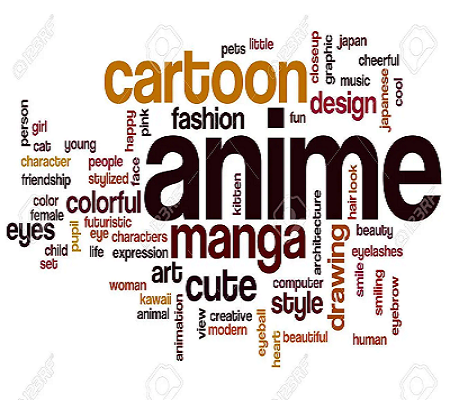 pets little
closeup
graphic
japan
cheerful
cartoon
music
japanese
cool
design
person
girl
happy
pink
fashion
fun
cat young
character
people
face
anime
friendship
stylized
kitten
architecture
hair look
color
colorful
female
futuristic
eyes
pupil
eye characters
manga
drawing
beauty
child
life expression
eyelashes
set
art
cute
computer
smile
smiling
eyebrow
woman
kawaii
style
animal
animation
view
creative
modern
eyeball
heart
beautiful
human
123RF